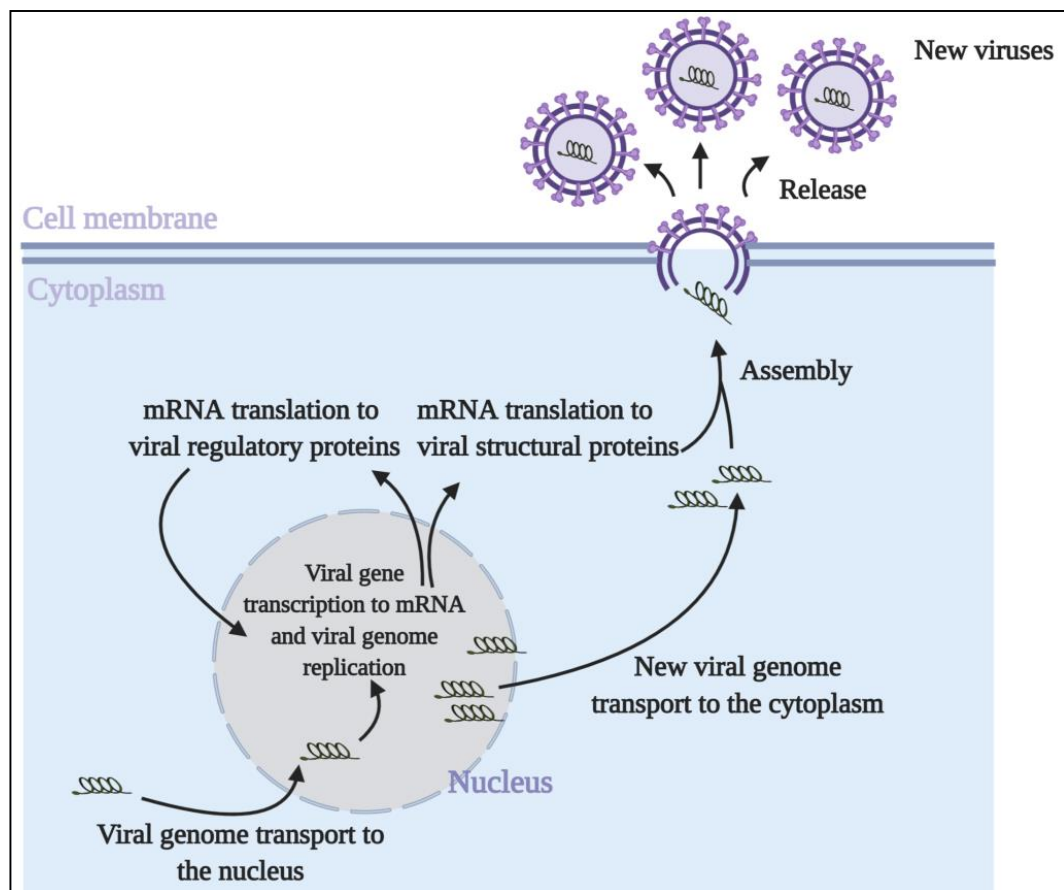 New viruses
Release
Cell membrane
Cytoplasm
Assembly
mRNA translation to
viral regulatory proteins
mRNA translation to
viral structural proteins
Viral gene
transcription to mRNA
and viral genome
replication
New viral genome
transport to the cytoplasm
Nucleus
Viral genome transport to
the nucleus